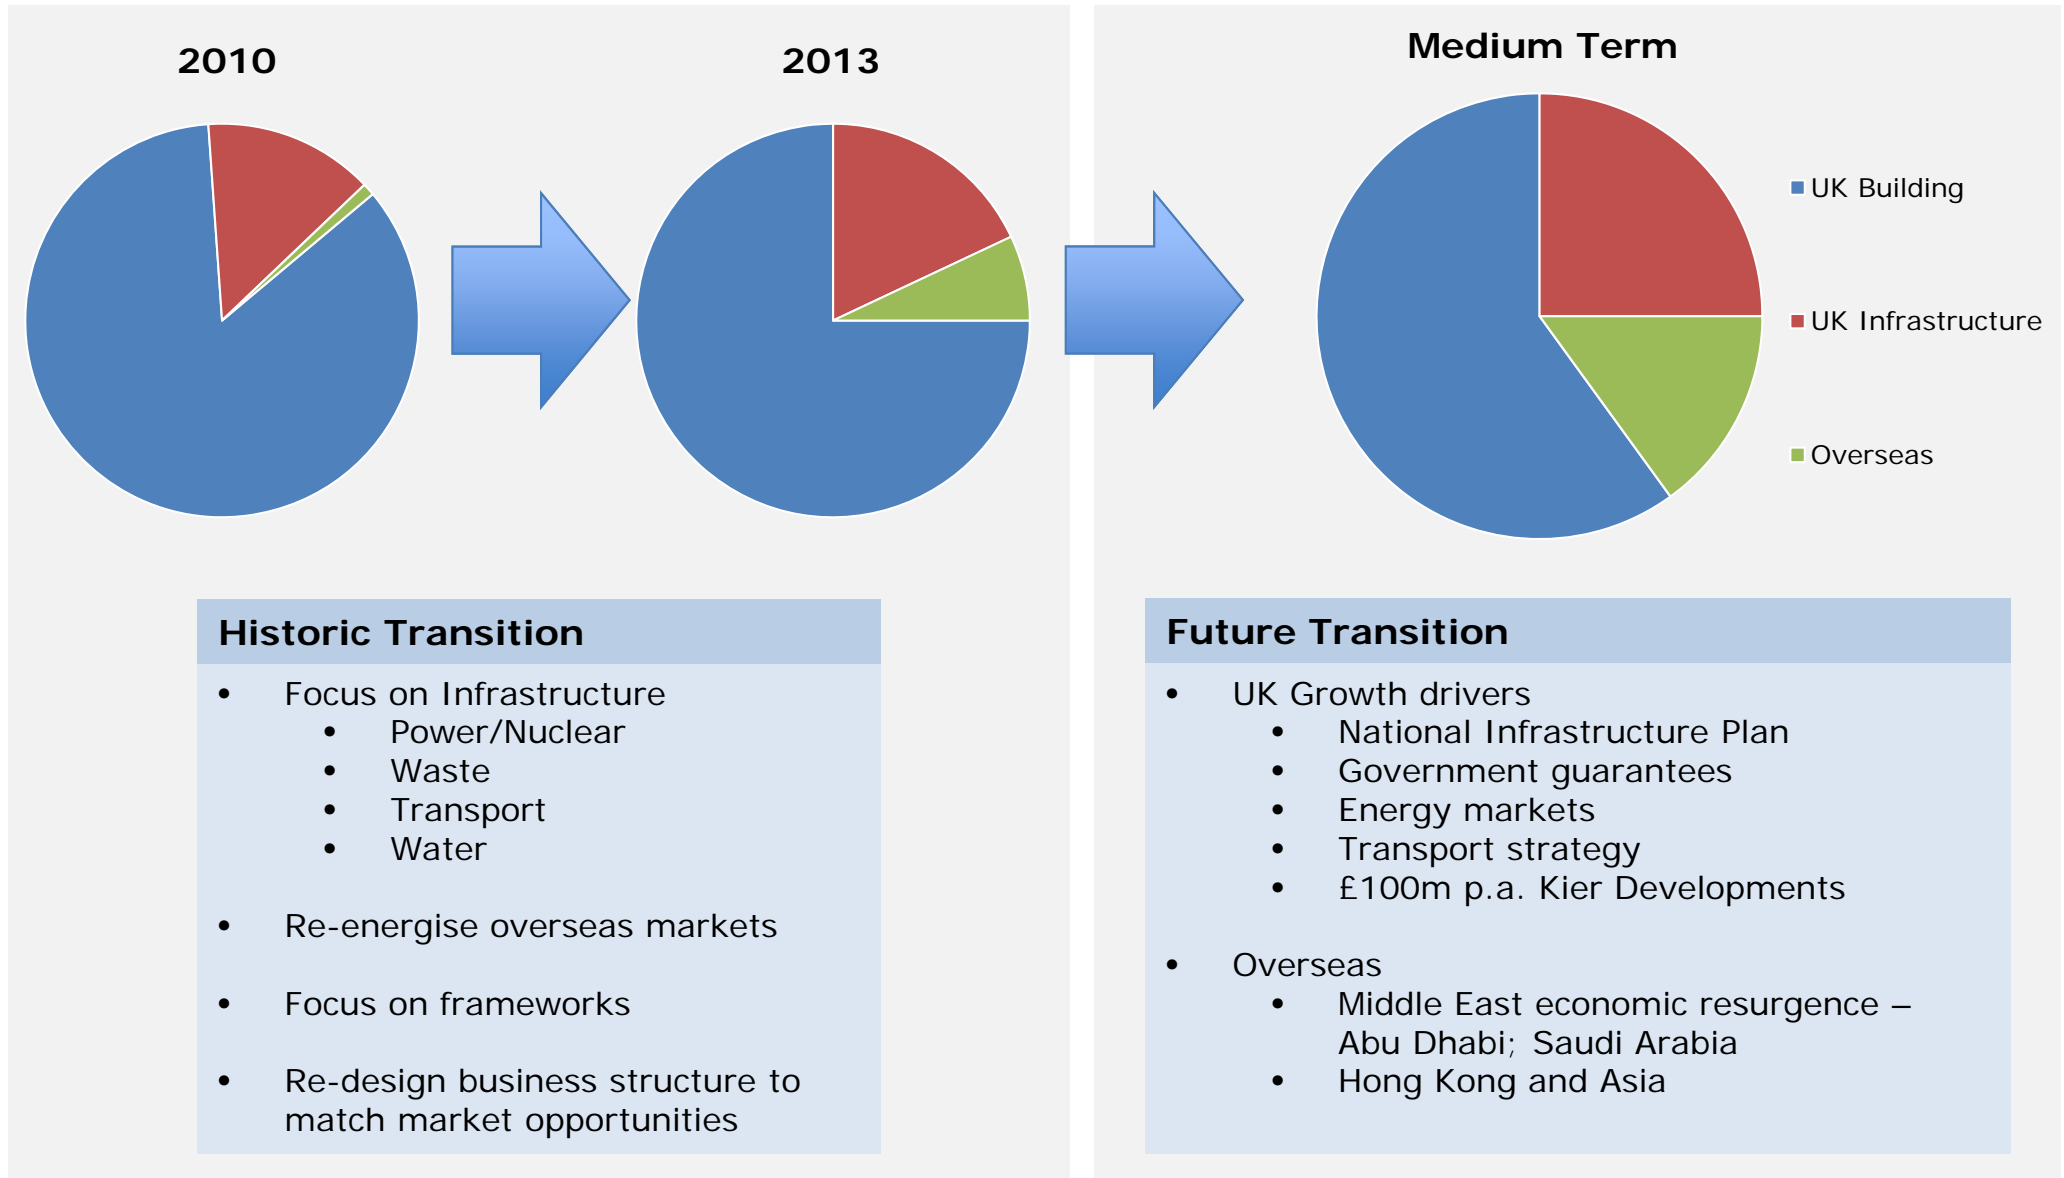 2010
2013
Medium Term
UK Building
UK Infrastructure
Overseas
Historic Transition
• Focus on Infrastructure
• Power/Nuclear
• Waste
• Transport
• Water
• Re-energise overseas markets
• Focus on frameworks
• Re-design business structure to
match market opportunities
Future Transition
• UK Growth drivers
• National Infrastructure Plan
• Government guarantees
• Energy markets
• Transport strategy
• £100m p.a. Kier Developments
• Overseas
• Middle East economic resurgence –
Abu Dhabi; Saudi Arabia
• Hong Kong and Asia